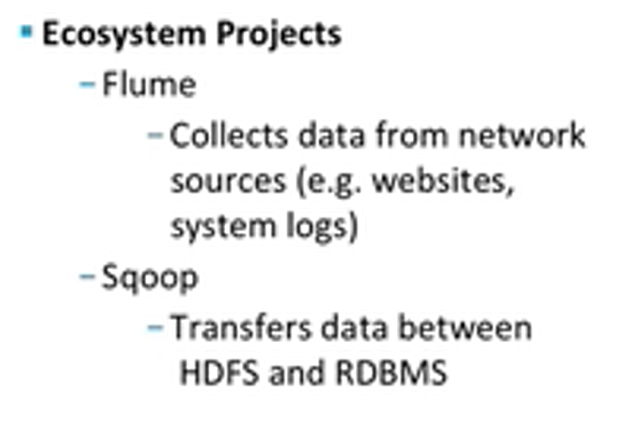 ▪ Ecosystem Projects
– Flume
– Collects data from network
sources (e.g. websites,
system logs)
– Sqoop
– Transfers data between
HDFS and RDBMS